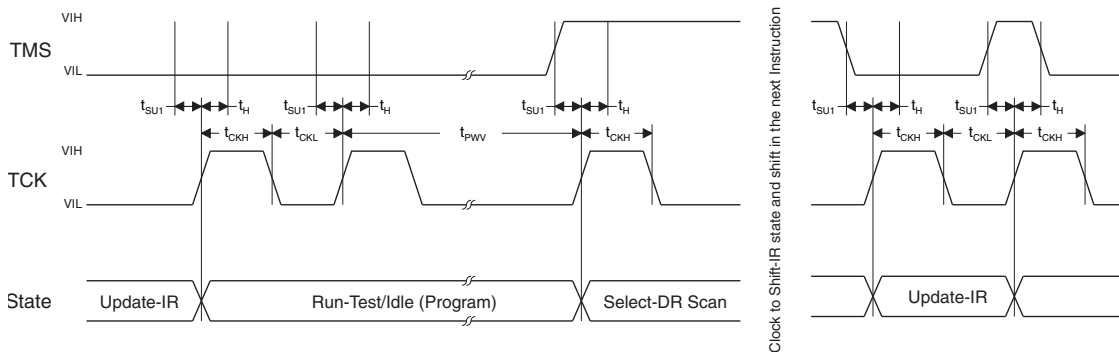 VIH
TMS
VIL
tSU1 tH tSU1 tH tSU1 tH tSU1 tH tSU1 tH
tCKH tCKL tPWV tCKH tCKH tCKL tCKH
VIH
TCK
VIL
State Update-IR Run-Test/Idle (Program) Select-DR Scan Update-IR
Clock to Shift-IR state and shift in the next Instruction